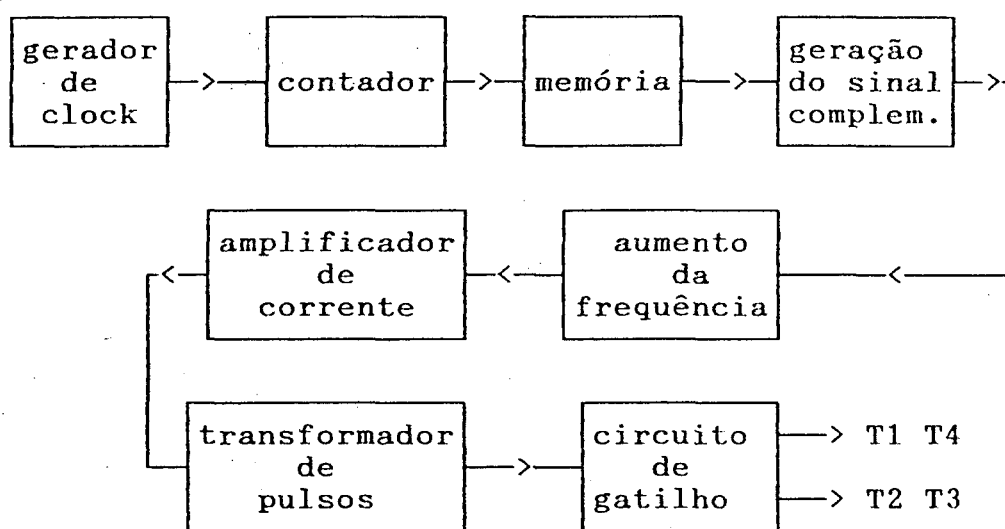 gerador
de
clock
contador
memória
geração
do sinal
complem.
aumento
da
frequência
amplificador
de
corrente
transformador
de
pulsos
circuito
de
gatilho
T1 T4
T2 T3